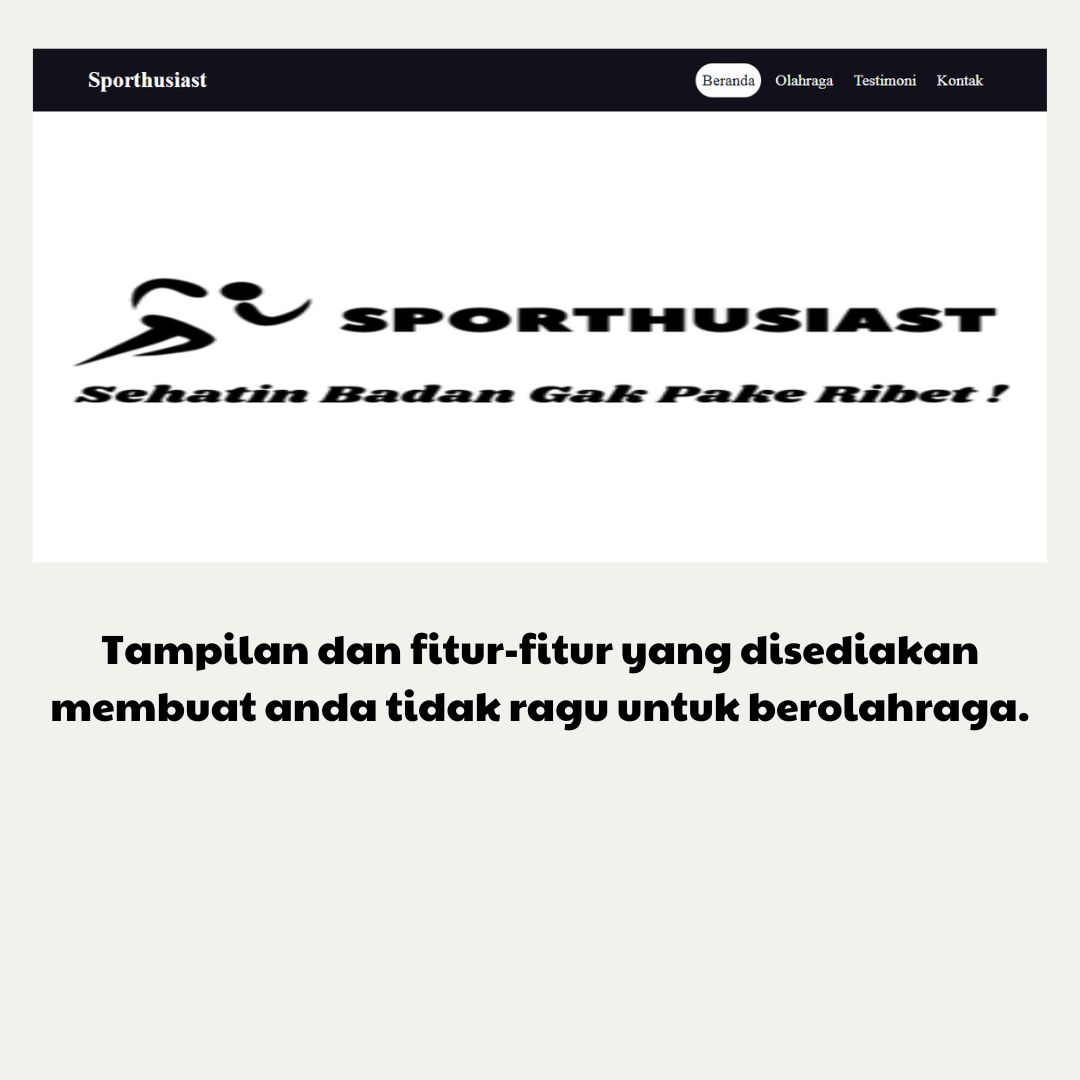 Sporthusiast
Beranda Olahraga Testimoni Kontak
SPORTHUSIAST
Sehatin Badan Gak Pake Ribet !
Tampilan dan fitur-fitur yang disediakan
membuat anda tidak ragu untuk berolahraga.